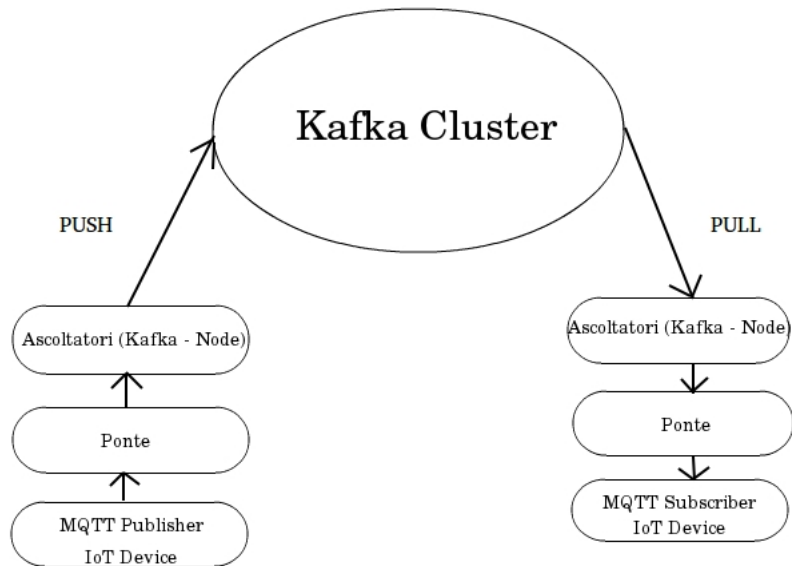 Kafka Cluster
PUSH
PULL
Ascoltatori (Kafka - Node)
Ponte
MQTT Publisher
IoT Device
Ascoltatori (Kafka - Node)
Ponte
MQTT Subscriber
IoT Device